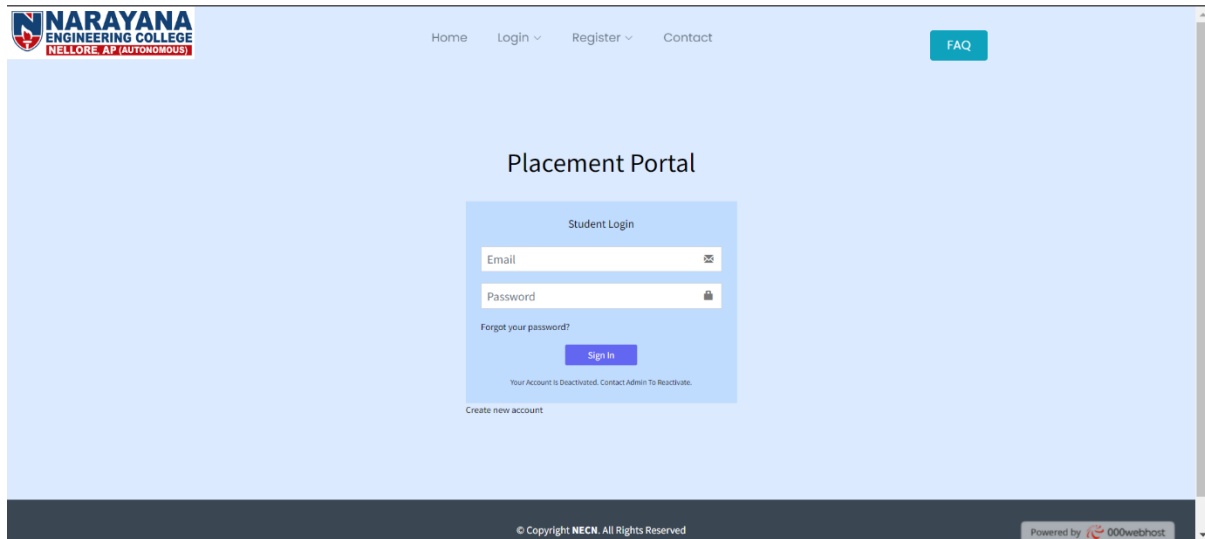 NARAYANA
ENGINEERING COLLEGE
NELLORE, AP (AUTONOMOUS)
Home Login Register Contact
FAQ
Placement Portal
Student Login
Email
Password
Forgot your password?
Sign In
Your Account Is Deactivated. Contact Admin To Reactivate.
Create new account
© Copyright NECN. All Rights Reserved
Powered by 000webhost